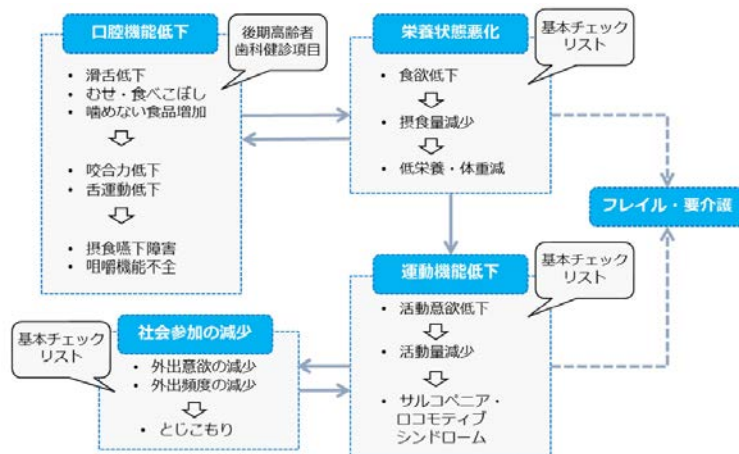 口腔機能低下
後期高齢者
歯科健診項目
• 滑舌低下
• むせ・食べこぼし
• 噛めない食品増加
• 咬合力低下
• 舌運動低下
• 摂食嚥下障害
• 咀嚼機能不全
栄養状態悪化
基本チェック
リスト
• 食欲低下
• 摂食量減少
• 低栄養・体重減
フレイル・要介護
運動機能低下
基本チェック
リスト
• 活動意欲低下
• 活動量減少
• サルコペニア・
ロコモティブ
シンドローム
社会参加の減少
基本チェック
リスト
• 外出意欲の減少
• 外出頻度の減少
• とじこもり